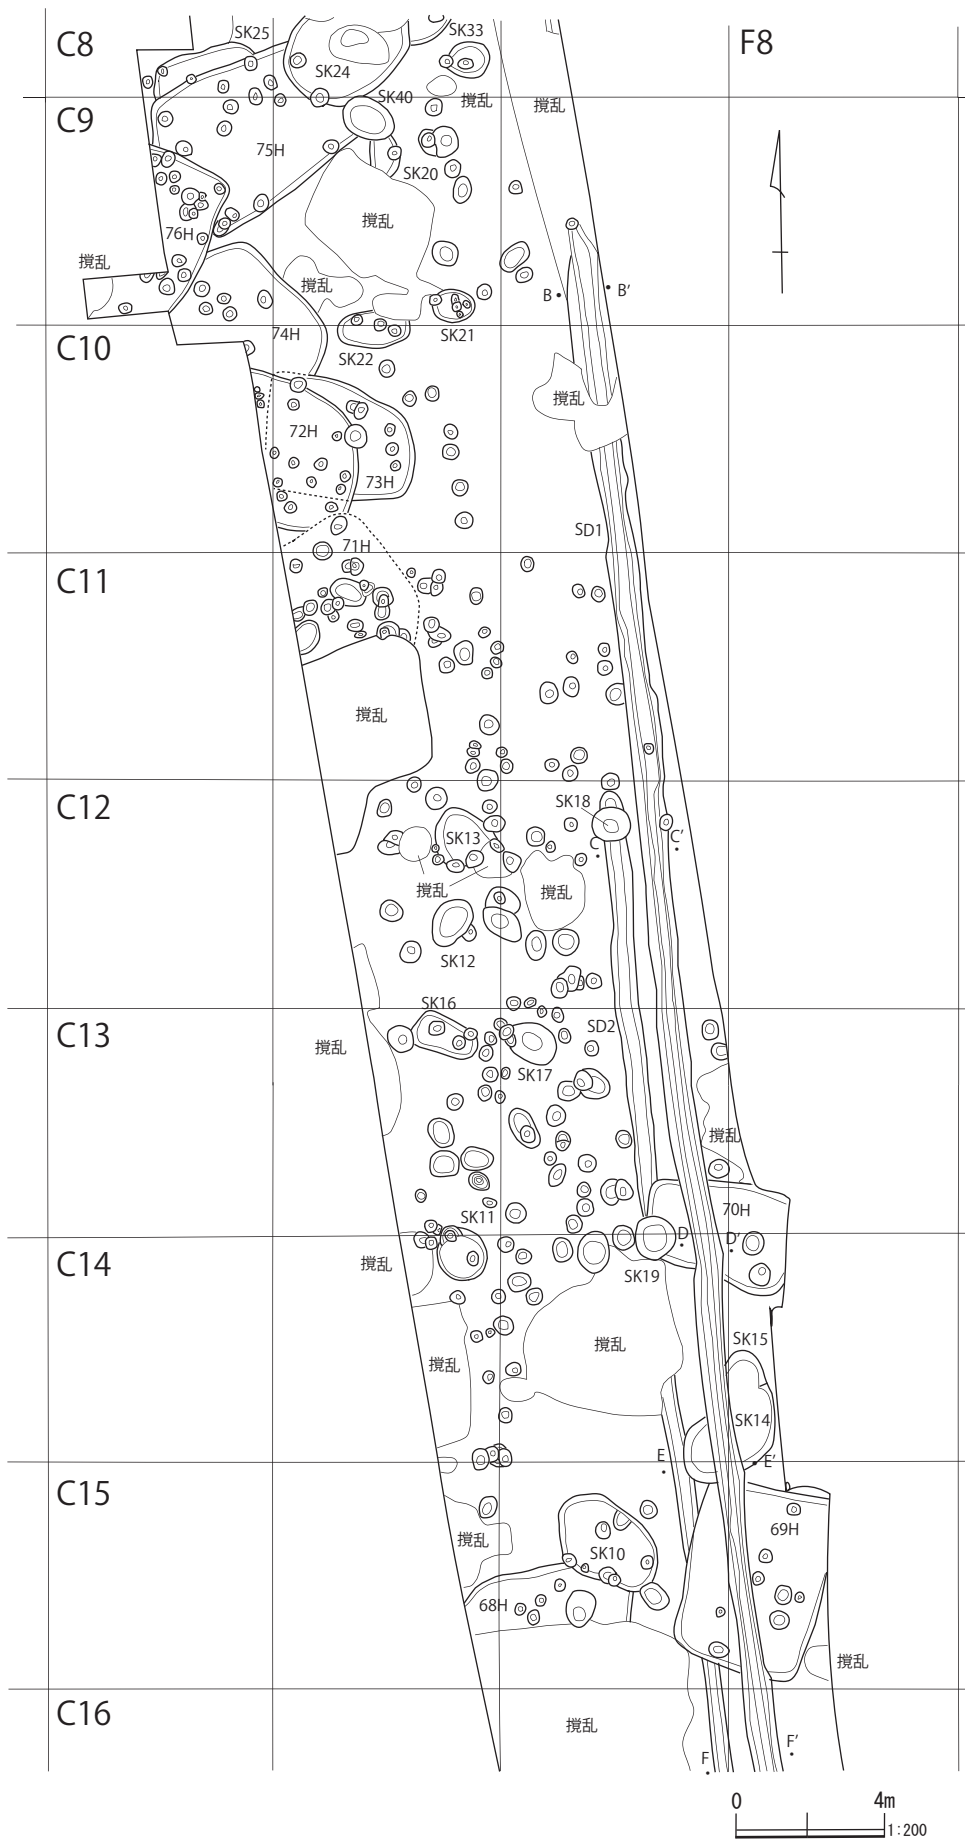 C8
SK25
SK33
F8
SK24
SK40
撹乱
撹乱
C9
75H
SK20
撹乱
76H
撹乱
撹乱
B
B'
74H
SK21
C10
SK22
撹乱
72H
73H
SD1
71H
C11
撹乱
C12
SK18
SK13
C
C'
撹乱
撹乱
SK12
SK16
SD2
C13
撹乱
SK17
撹乱
70H
SK11
D
D'
C14
撹乱
SK19
SK15
撹乱
撹乱
SK14
E
E'
C15
69H
撹乱
SK10
68H
撹乱
C16
撹乱
F
F'
0
4m
1:200